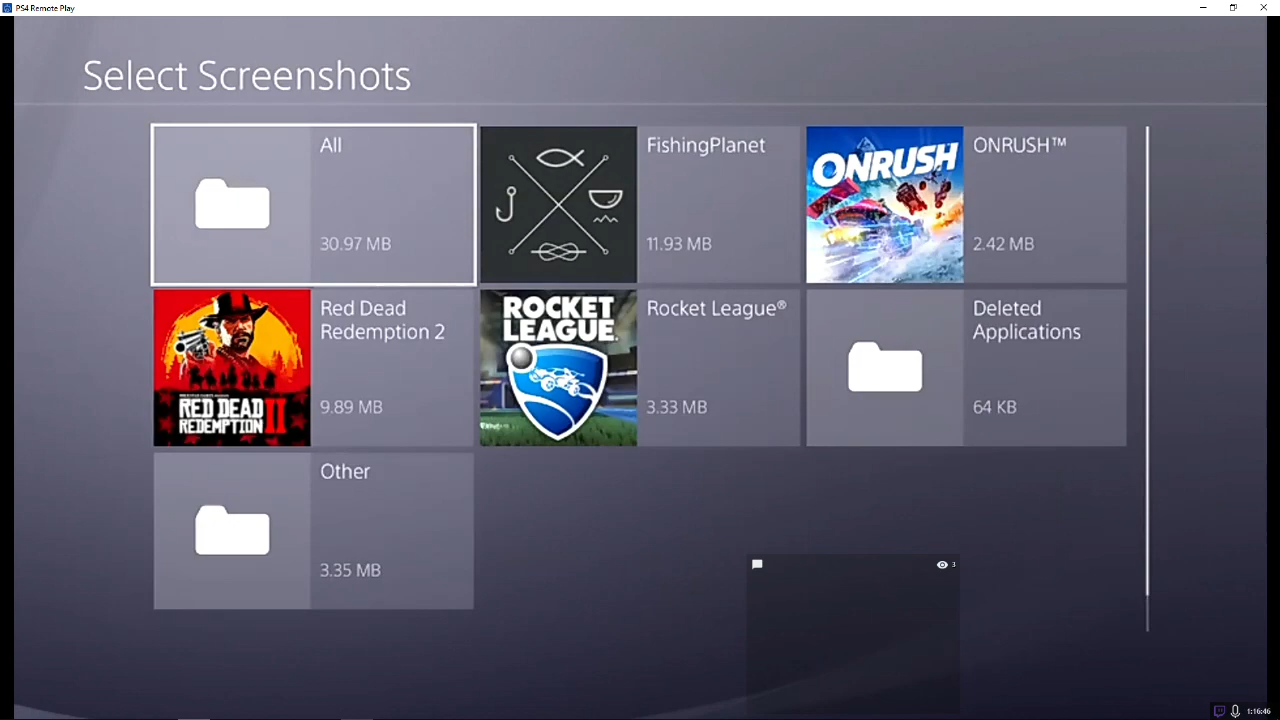 PS4 Remote Play
Select Screenshots
All
30.97 MB
FishingPlanet
11.93 MB
ONRUSH
ONRUSH™
2.42 MB
RED DEAD
REDEMPTION II
Red Dead
Redemption 2
9.89 MB
ROCKET
LEAGUE
Rocket League®
3.33 MB
Deleted
Applications
64 KB
Other
3.35 MB
3
1:16:46